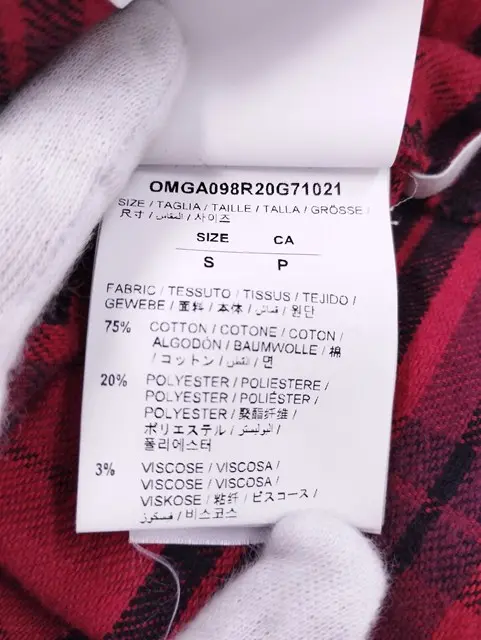 OMGA098R20G71021
SIZE / TAGLIA / TAILLE / TALLA / GRÖSSE /
尺寸 / المقاس / 사이즈
SIZE CA
S P
FABRIC / TESSUTO / TISSUS / TEJIDO /
GEWEBE / 面料 / 本体 / قماش / 원단
75% COTTON / COTONE / COTON /
ALGODÓN / BAUMWOLLE / 棉
/ コットン / القطن / 면
20% POLYESTER / POLIESTERE /
POLYESTER / POLIÉSTER /
POLYESTER / 聚酯纤维 /
ポリエステル / البوليستر /
폴리에스터
3% VISCOSE / VISCOSA /
VISCOSE / VISCOSA /
VISKOSE / 粘纤 / ビスコース /
فسكوز / 비스코스